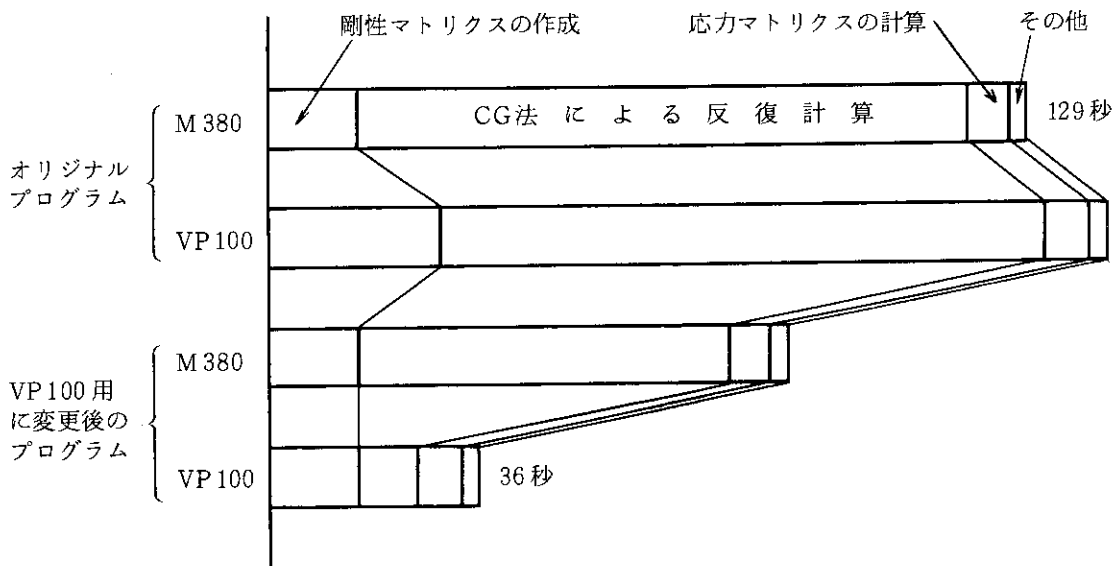 剛性マトリクスの作成
応力マトリクスの計算
その他
M380
CG法による反復計算
129秒
オリジナル
プログラム
VP100
M380
VP100用
に変更後の
プログラム
VP100
36秒